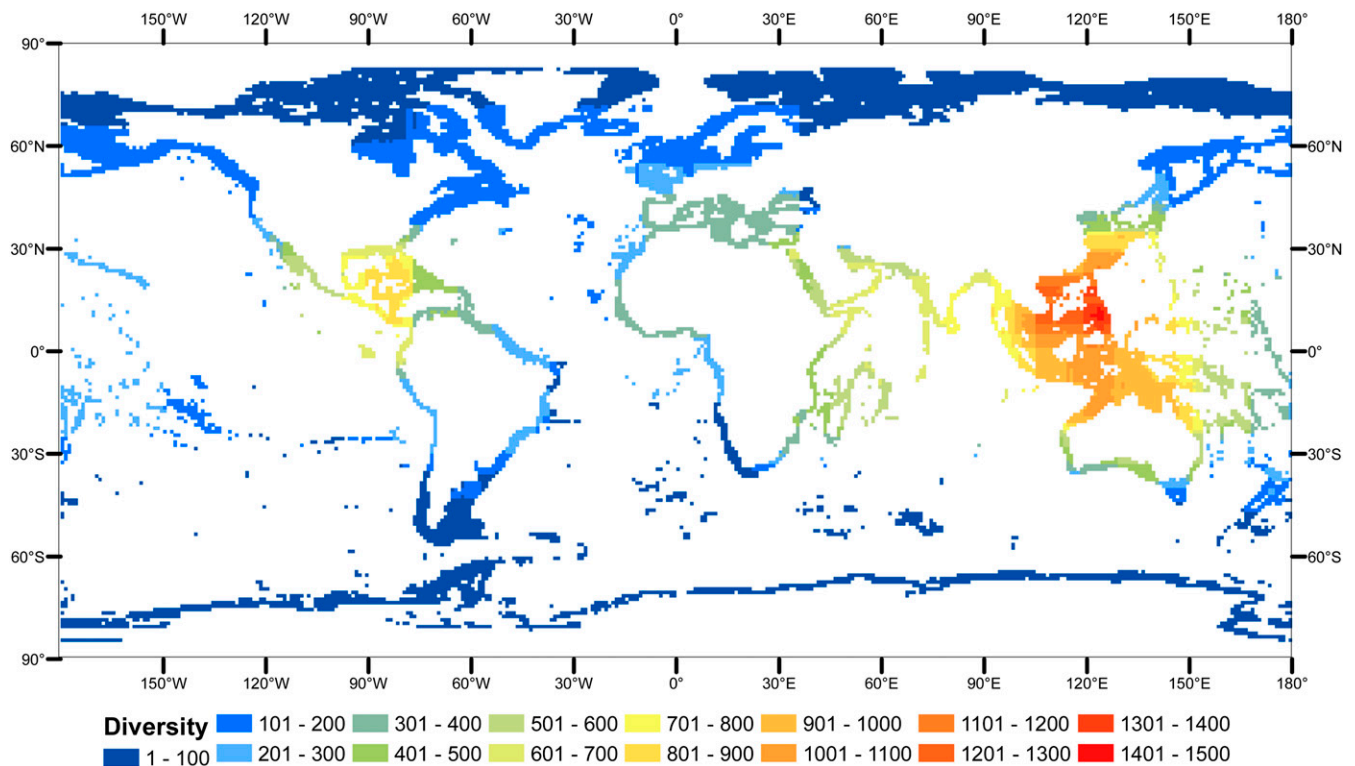 150°W 120°W 90°W 60°W 30°W 0° 30°E 60°E 90°E 120°E 150°E 180°
90°
60°N 60°N
30°N 30°N
0° 0°
30°S 30°S
60°S 60°S
90°
150°W 120°W 90°W 60°W 30°W 0° 30°E 60°E 90°E 120°E 150°E 180°
Diversity 101 - 200 301 - 400 501 - 600 701 - 800 901 - 1000 1101 - 1200 1301 - 1400
1 - 100 201 - 300 401 - 500 601 - 700 801 - 900 1001 - 1100 1201 - 1300 1401 - 1500